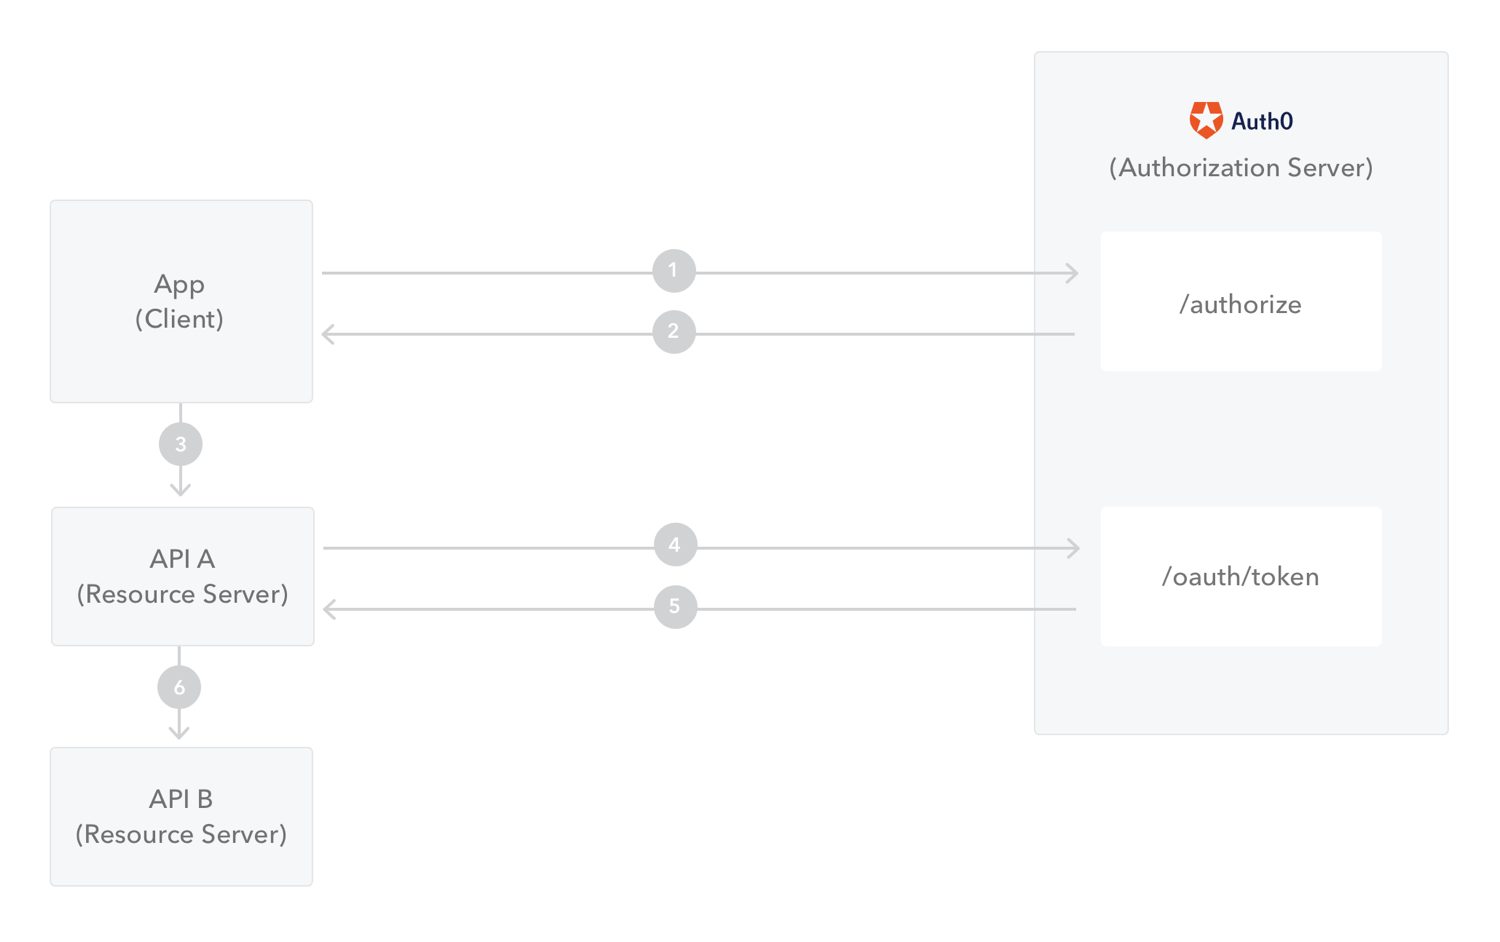 Auth0
(Authorization Server)
App
(Client)
1
/authorize
2
3
API A
(Resource Server)
4
/oauth/token
5
6
API B
(Resource Server)